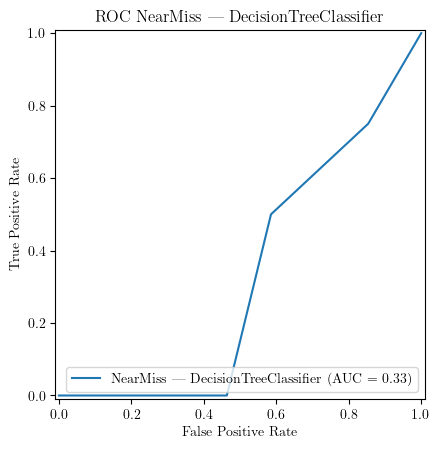 ROC NearMiss — DecisionTreeClassifier
True Positive Rate
1.0
0.8
0.6
0.4
0.2
0.0
NearMiss — DecisionTreeClassifier (AUC = 0.33)
0.0 0.2 0.4 0.6 0.8 1.0
False Positive Rate